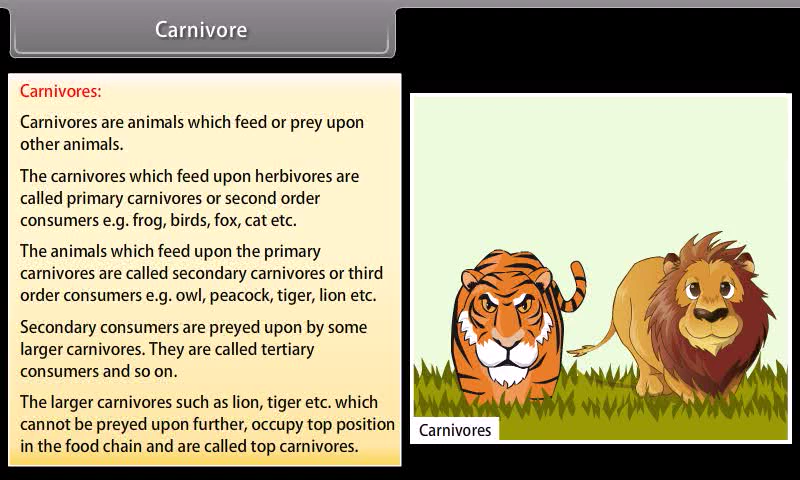 Carnivore
Carnivores:
Carnivores are animals which feed or prey upon
other animals.
The carnivores which feed upon herbivores are
called primary carnivores or second order
consumers e.g. frog, birds, fox, cat etc.
The animals which feed upon the primary
carnivores are called secondary carnivores or third
order consumers e.g. owl, peacock, tiger, lion etc.
Secondary consumers are preyed upon by some
larger carnivores. They are called tertiary
consumers and so on.
The larger carnivores such as lion, tiger etc. which
cannot be preyed upon further, occupy top position
in the food chain and are called top carnivores.
Carnivores